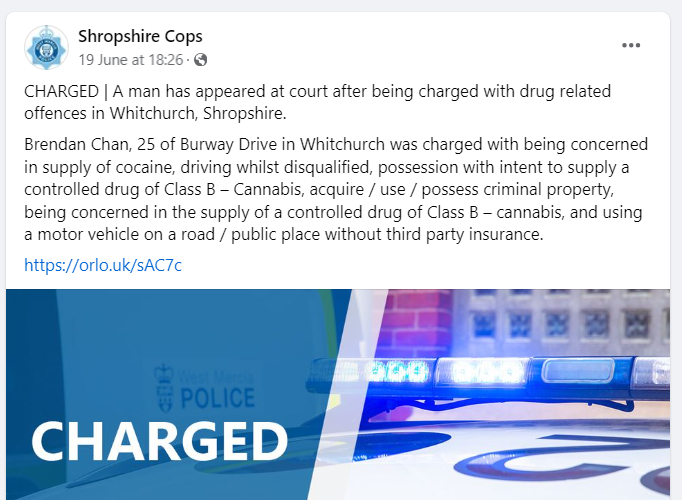 Shropshire Cops
19 June at 18:26 ·
CHARGED | A man has appeared at court after being charged with drug related
offences in Whitchurch, Shropshire.
Brendan Chan, 25 of Burway Drive in Whitchurch was charged with being concerned
in supply of cocaine, driving whilst disqualified, possession with intent to supply a
controlled drug of Class B – Cannabis, acquire / use / possess criminal property,
being concerned in the supply of a controlled drug of Class B – cannabis, and using
a motor vehicle on a road / public place without third party insurance.
https://orlo.uk/sAC7c
West Mercia
POLICE
CHARGED